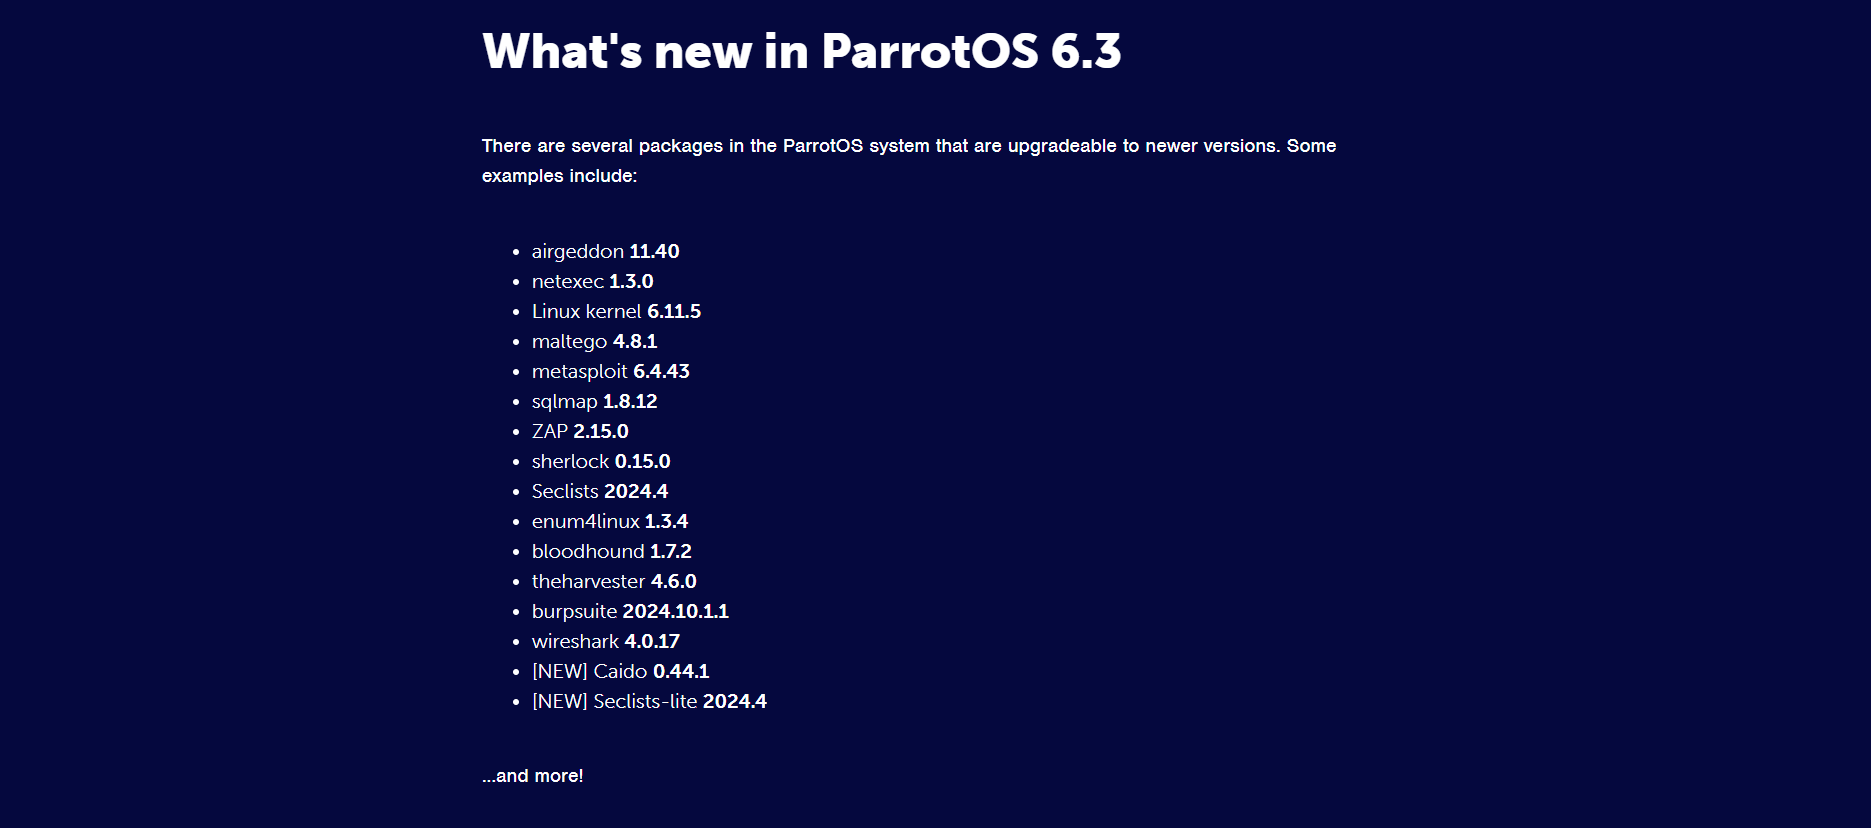 What's new in ParrotOS 6.3
There are several packages in the ParrotOS system that are upgradeable to newer versions. Some
examples include:
• airgeddon 11.40
• netexec 1.3.0
• Linux kernel 6.11.5
• maltego 4.8.1
• metasploit 6.4.43
• sqlmap 1.8.12
• ZAP 2.15.0
• sherlock 0.15.0
• Seclists 2024.4
• enum4linux 1.3.4
• bloodhound 1.7.2
• theharvester 4.6.0
• burpsuite 2024.10.1.1
• wireshark 4.0.17
• [NEW] Caido 0.44.1
• [NEW] Seclists-lite 2024.4
...and more!